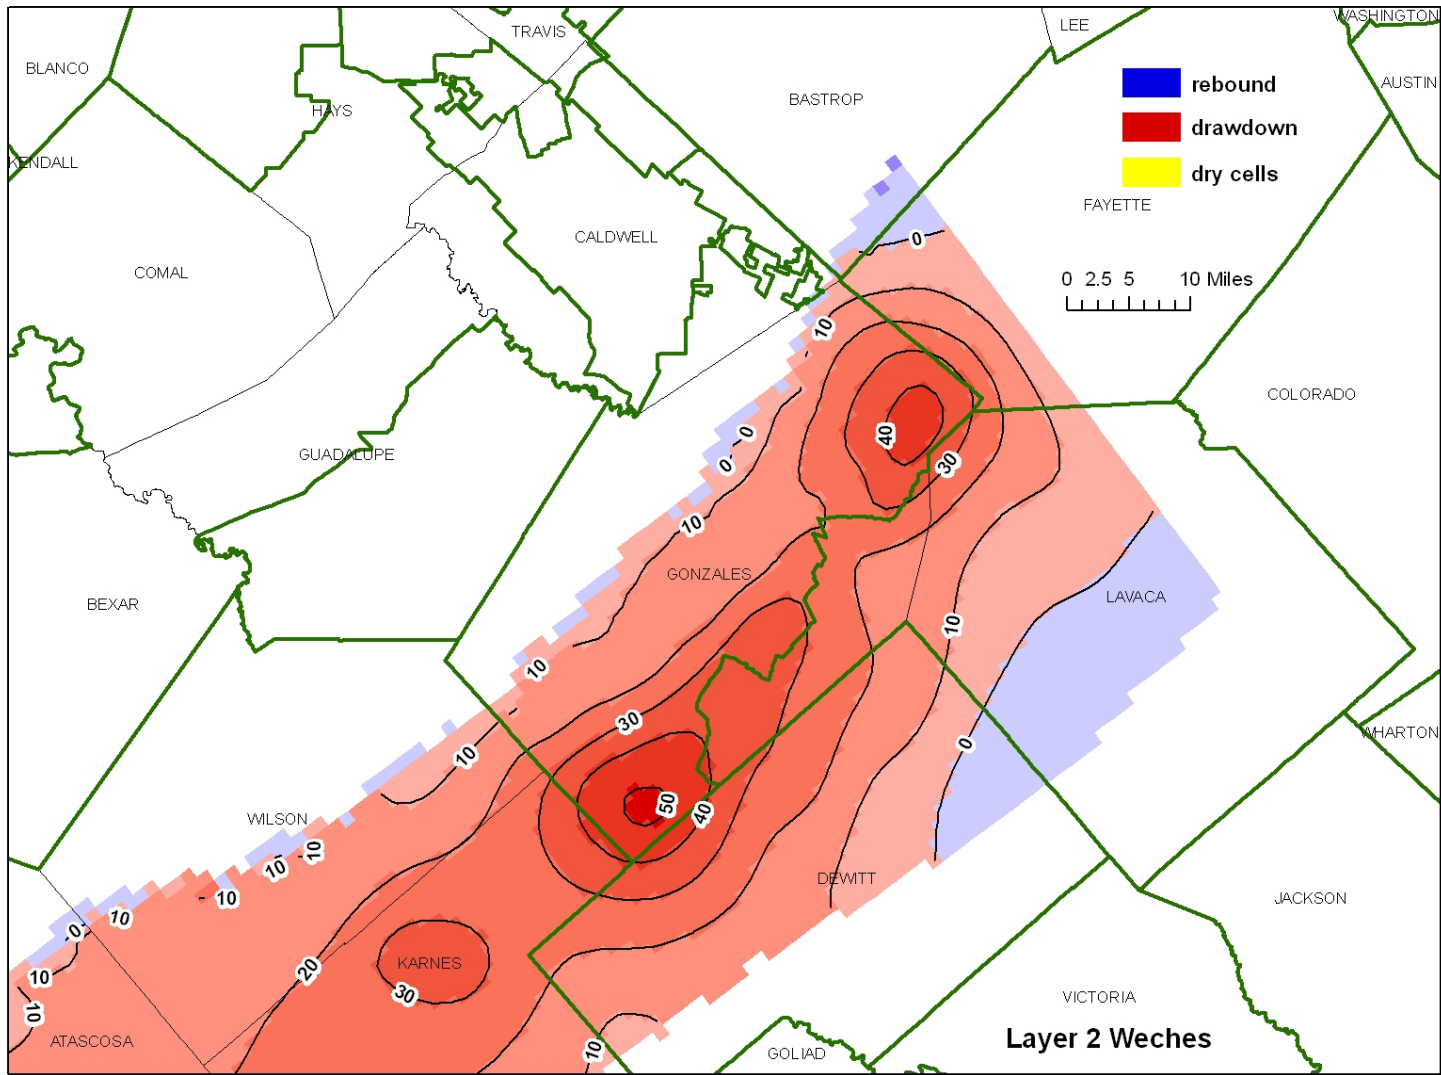 WASHINGTON
LEE
TRAVIS
BLANCO
AUSTIN
rebound
BASTROP
HAYS
drawdown
KENDALL
dry cells
FAYETTE
CALDWELL
0
COMAL
0 2.5 5 10 Miles
10
COLORADO
40
0
GUADALUPE
0
30
10
GONZALES
BEXAR
LAVACA
10
10
30
WHARTON
0
10
50
40
WILSON
10
10
DEWITT
10
JACKSON
10
0
KARNES
20
10
30
VICTORIA
10
Layer 2 Weches
ATASCOSA
10
GOLIAD